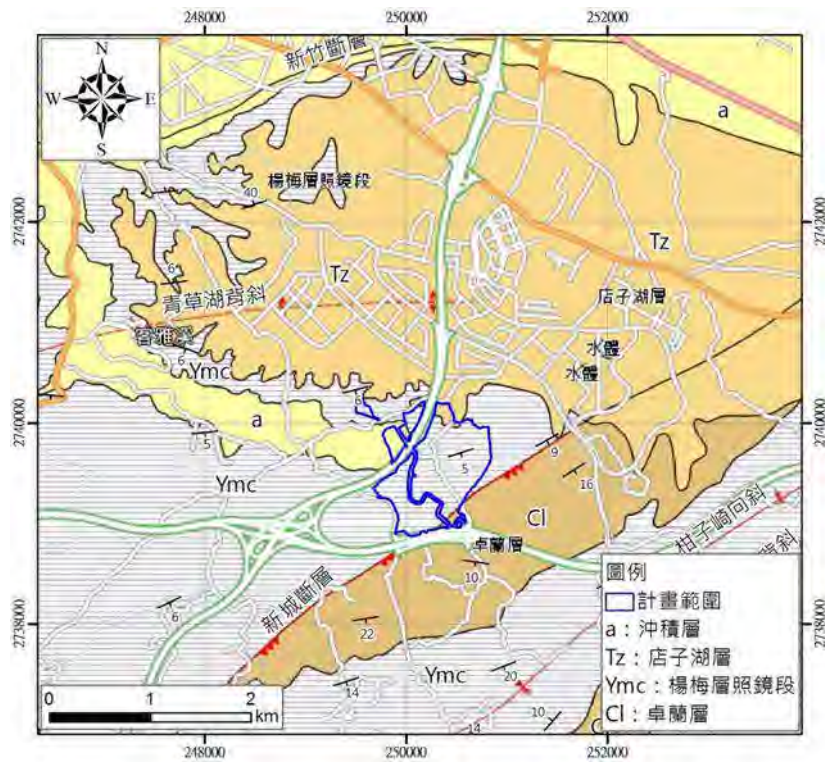 248000 250000 252000
N
W E
S
新竹斷層
a
楊梅層照鏡段
40
2742000
2742000
Tz
Tz
6
店子湖層
青草湖背斜
水體
水體
6
Ymc
6
2740000
2740000
a
5
9
5
16
Ymc
Cl
柑子崎向斜
背斜
卓蘭層
10
新城斷層
圖例
計畫範圍
a：沖積層
Tz：店子湖層
Ymc：楊梅層照鏡段
Cl：卓蘭層
2738000
2738000
6
22
Ymc
20
14
10
14
0 1 2
km
248000 250000 252000